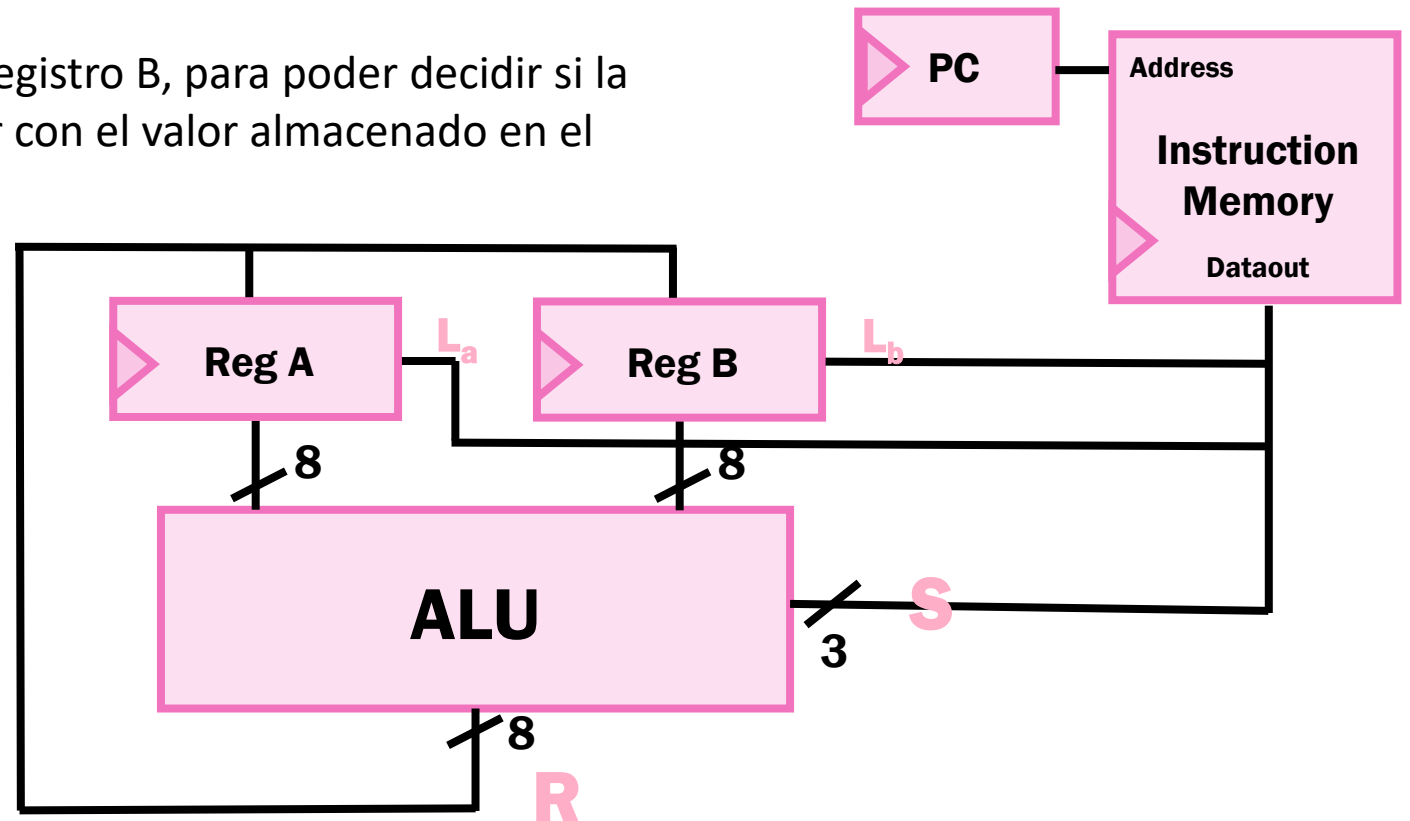 egistro B, para poder decidir si la
r con el valor almacenado en el
PC
Address
Instruction
Memory
Dataout
Reg A
La
Reg B
Lb
8
8
ALU
S
3
8
R